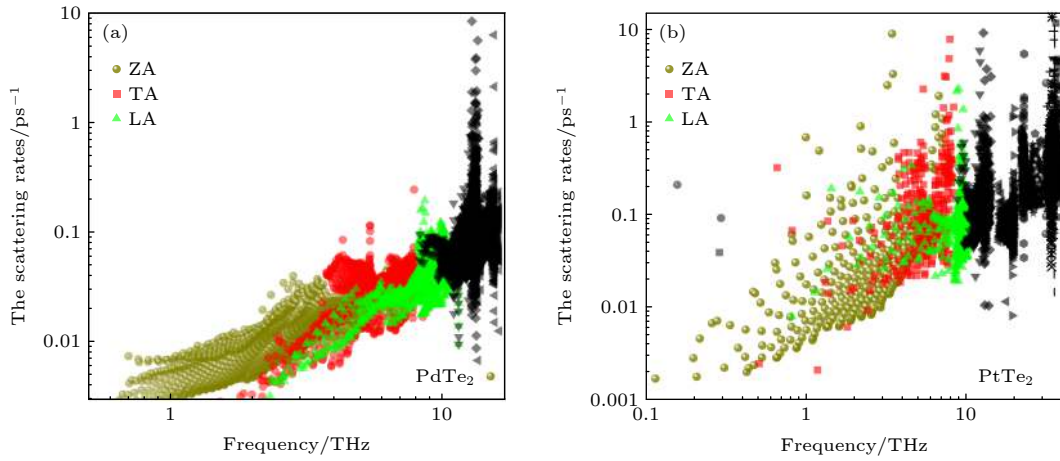 (a)
10
1
0.1
0.01
The scattering rates/ps⁻¹
ZA
TA
LA
PdTe₂
1
10
Frequency/THz
(b)
10
1
0.1
0.01
0.001
The scattering rates/ps⁻¹
ZA
TA
LA
PtTe₂
0.1
1
10
Frequency/THz